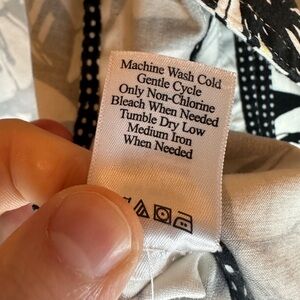 Machine Wash Cold
Gentle Cycle
Only Non-Chlorine
Bleach When Needed
Tumble Dry Low
Medium Iron
When Needed